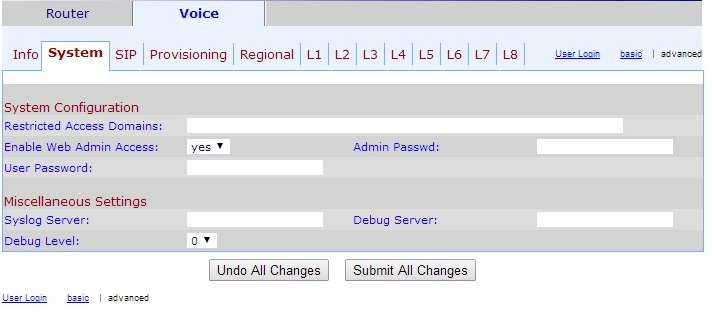 Router Voice
Info System SIP Provisioning Regional L1 L2 L3 L4 L5 L6 L7 L8 User Login basic | advanced
System Configuration
Restricted Access Domains:
Enable Web Admin Access: yes Admin Passwd:
User Password:
Miscellaneous Settings
Syslog Server: Debug Server:
Debug Level: 0
Undo All Changes Submit All Changes
User Login basic | advanced